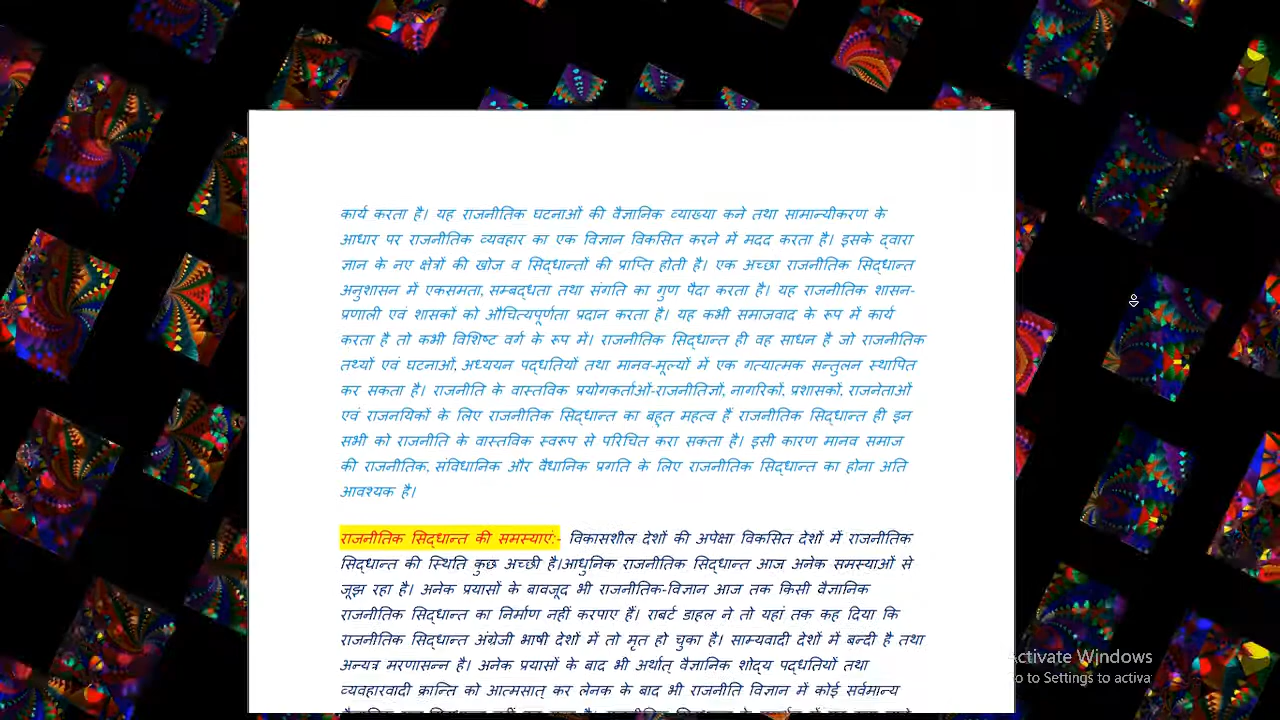 कार्य करता है। यह राजनीतिक घटनाओं की वैज्ञानिक व्याख्या कने तथा सामान्यीकरण के
आधार पर राजनीतिक व्यवहार का एक विज्ञान विकसित करने में मदद करता है। इसके द्वारा
ज्ञान के नए क्षेत्रों की खोज व सिद्धान्तों की प्राप्ति होती है। एक अच्छा राजनीतिक सिद्धान्त
अनुशासन में एकसमता, सम्बद्धता तथा संगति का गुण पैदा करता है। यह राजनीतिक शासन-
प्रणाली एवं शासकों को औचित्यपूर्णता प्रदान करता है। यह कभी समाजवाद के रूप में कार्य
करता है तो कभी विशिष्ट वर्ग के रूप में। राजनीतिक सिद्धान्त ही वह साधन है जो राजनीतिक
तथ्यों एवं घटनाओं, अध्ययन पद्धतियों तथा मानव-मूल्यों में एक गत्यात्मक सन्तुलन स्थापित
कर सकता है। राजनीति के वास्तविक प्रयोगकर्ताओं-राजनीतिज्ञों, नागरिकों, प्रशासकों, राजनेताओं
एवं राजनयिकों के लिए राजनीतिक सिद्धान्त का बहुत महत्व हैं राजनीतिक सिद्धान्त ही इन
सभी को राजनीति के वास्तविक स्वरूप से परिचित करा सकता है। इसी कारण मानव समाज
की राजनीतिक, संविधानिक और वैधानिक प्रगति के लिए राजनीतिक सिद्धान्त का होना अति
आवश्यक है।
राजनीतिक सिद्धान्त की समस्याएं:- विकासशील देशों की अपेक्षा विकसित देशों में राजनीतिक
सिद्धान्त की स्थिति कुछ अच्छी है।आधुनिक राजनीतिक सिद्धान्त आज अनेक समस्याओं से
जूझ रहा है। अनेक प्रयासों के बावजूद भी राजनीतिक-विज्ञान आज तक किसी वैज्ञानिक
राजनीतिक सिद्धान्त का निर्माण नहीं करपाए हैं। राबर्ट डाहल ने तो यहां तक कह दिया कि
राजनीतिक सिद्धान्त अंग्रेजी भाषी देशों में तो मृत हो चुका है। साम्यवादी देशों में बन्दी है तथा
अन्यत्र मरणासन्न है। अनेक प्रयासों के बाद भी अर्थात् वैज्ञानिक शोद्य पद्धतियों तथा
व्यवहारवादी क्रान्ति को आत्मसात् कर लेनक के बाद भी राजनीति विज्ञान में कोई सर्वमान्य
Activate Windows
to Settings to activa